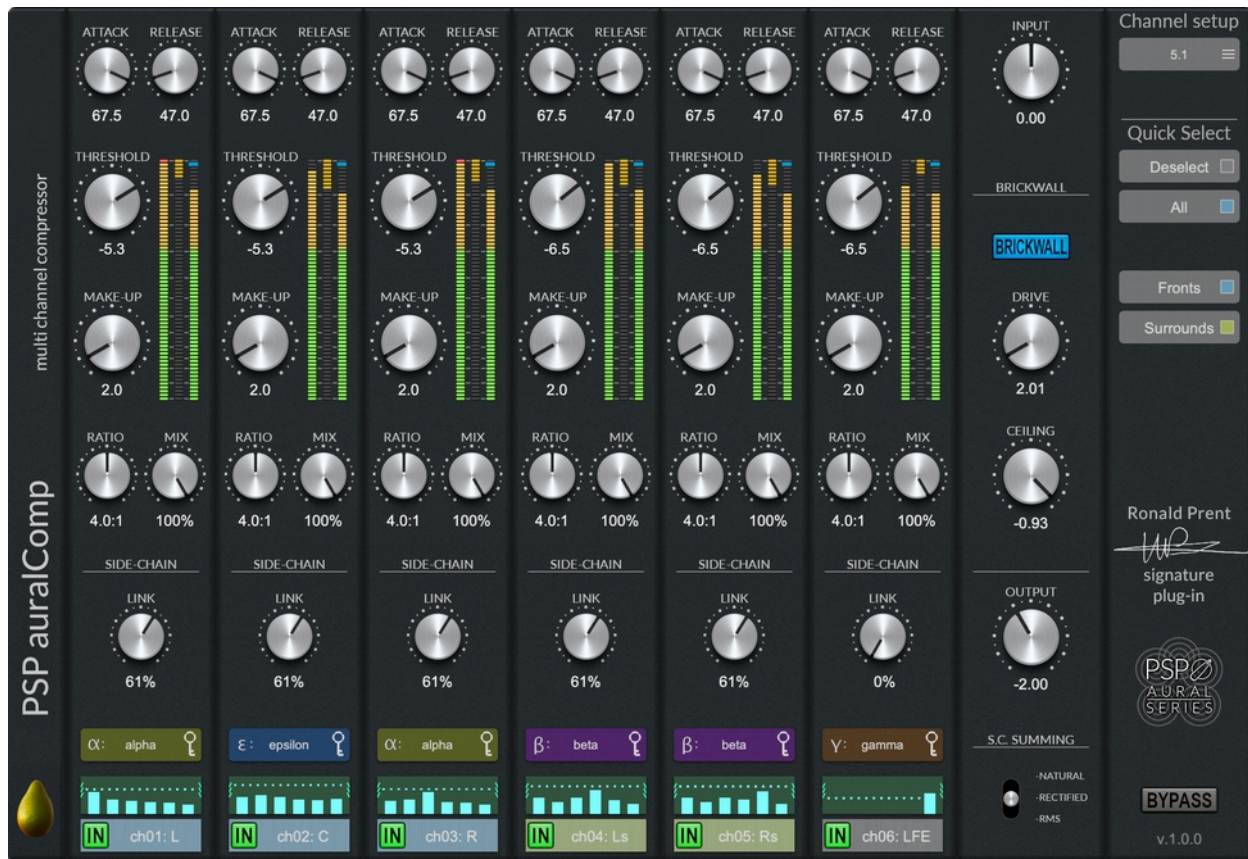 ATTACK RELEASE ATTACK RELEASE ATTACK RELEASE ATTACK RELEASE ATTACK RELEASE ATTACK RELEASE INPUT Channel setup
5.1
67.5 47.0 67.5 47.0 67.5 47.0 67.5 47.0 67.5 47.0 67.5 47.0 0.00
Quick Select
THRESHOLD THRESHOLD THRESHOLD THRESHOLD THRESHOLD THRESHOLD
Deselect
BRICKWALL
All
-5.3 -5.3 -5.3 -6.5 -6.5 -6.5 BRICKWALL
MAKE-UP MAKE-UP MAKE-UP MAKE-UP MAKE-UP MAKE-UP DRIVE
Fronts
Surrounds
2.0 2.0 2.0 2.0 2.0 2.0 2.01
multi channel compressor
RATIO MIX RATIO MIX RATIO MIX RATIO MIX RATIO MIX RATIO MIX CEILING
4.0:1 100% 4.0:1 100% 4.0:1 100% 4.0:1 100% 4.0:1 100% 4.0:1 100% -0.93
Ronald Prent
signature
plug-in
SIDE-CHAIN SIDE-CHAIN SIDE-CHAIN SIDE-CHAIN SIDE-CHAIN SIDE-CHAIN
LINK LINK LINK LINK LINK LINK OUTPUT
61% 61% 61% 61% 61% 0% -2.00
PSP
AURAL
SERIES
PSP auralComp
α: alpha ε: epsilon α: alpha β: beta β: beta γ: gamma S.C. SUMMING
-NATURAL
-RECTIFIED
-RMS
BYPASS
IN ch01: L IN ch02: C IN ch03: R IN ch04: Ls IN ch05: Rs IN ch06: LFE v.1.0.0